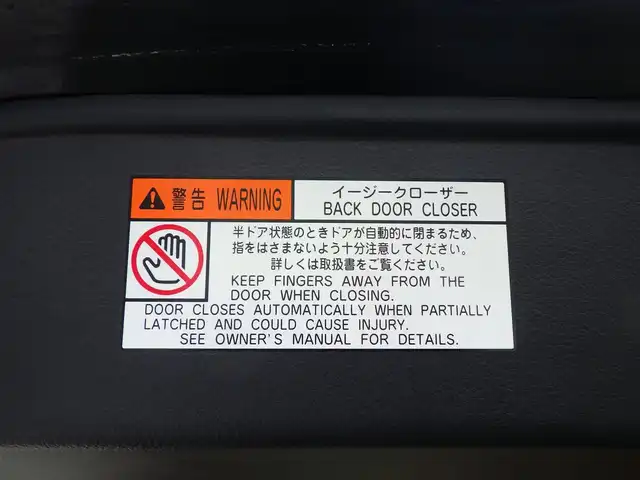 警告 WARNING
イージークローザー
BACK DOOR CLOSER
半ドア状態のときドアが自動的に閉まるため、
指をはさまないよう十分注意してください。
詳しくは取扱書をご覧ください。
KEEP FINGERS AWAY FROM THE
DOOR WHEN CLOSING.
DOOR CLOSES AUTOMATICALLY WHEN PARTIALLY
LATCHED AND COULD CAUSE INJURY.
SEE OWNER'S MANUAL FOR DETAILS.